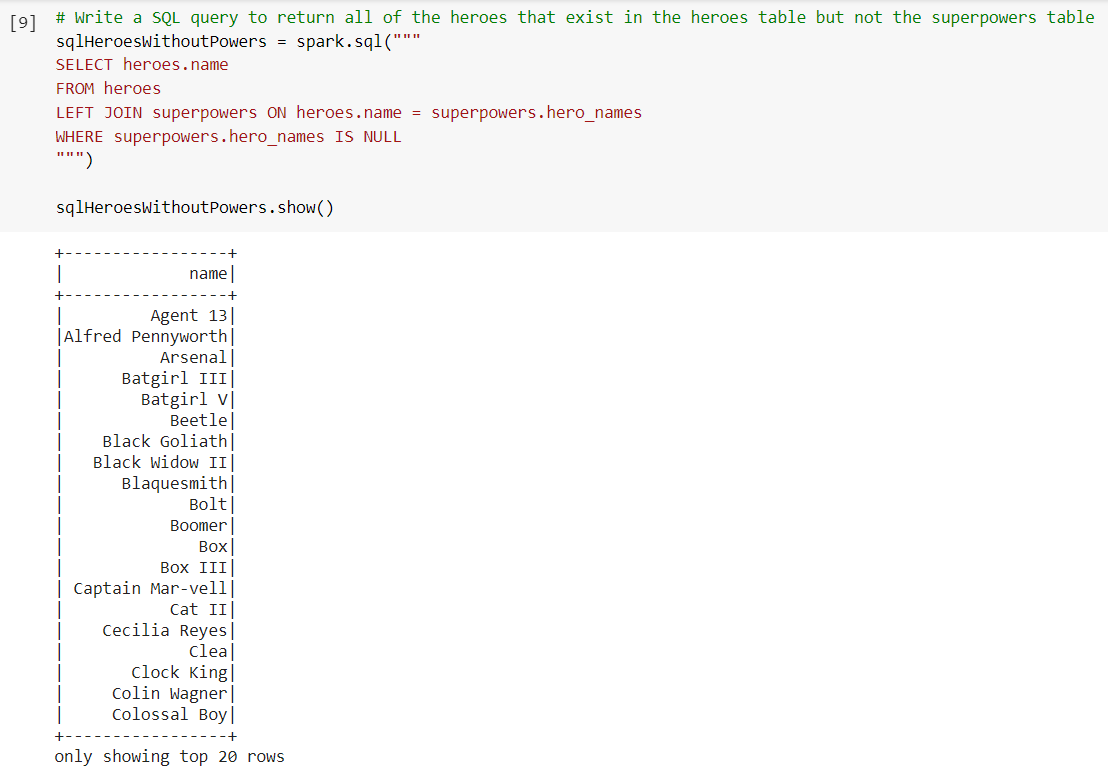 [9] # Write a SQL query to return all of the heroes that exist in the heroes table but not the superpowers table
sqlHeroesWithoutPowers = spark.sql("""
SELECT heroes.name
FROM heroes
LEFT JOIN superpowers ON heroes.name = superpowers.hero_names
WHERE superpowers.hero_names IS NULL
""")

sqlHeroesWithoutPowers.show()

+-----------------+
|             name|
+-----------------+
|         Agent 13|
|Alfred Pennyworth|
|          Arsenal|
|      Batgirl III|
|        Batgirl V|
|           Beetle|
|    Black Goliath|
|   Black Widow II|
|      Blaquesmith|
|             Bolt|
|           Boomer|
|              Box|
|          Box III|
| Captain Mar-vell|
|           Cat II|
|    Cecilia Reyes|
|             Clea|
|       Clock King|
|     Colin Wagner|
|     Colossal Boy|
+-----------------+
only showing top 20 rows